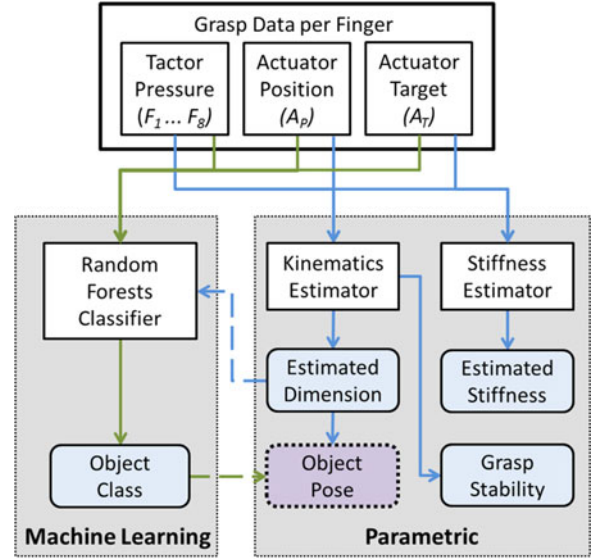 Grasp Data per Finger
Tactor
Pressure
(F₁ ... F₈)
Actuator
Position
(Aₚ)
Actuator
Target
(A_T)
Random
Forests
Classifier
Kinematics
Estimator
Stiffness
Estimator
Estimated
Dimension
Estimated
Stiffness
Object
Class
Object
Pose
Grasp
Stability
Machine Learning
Parametric